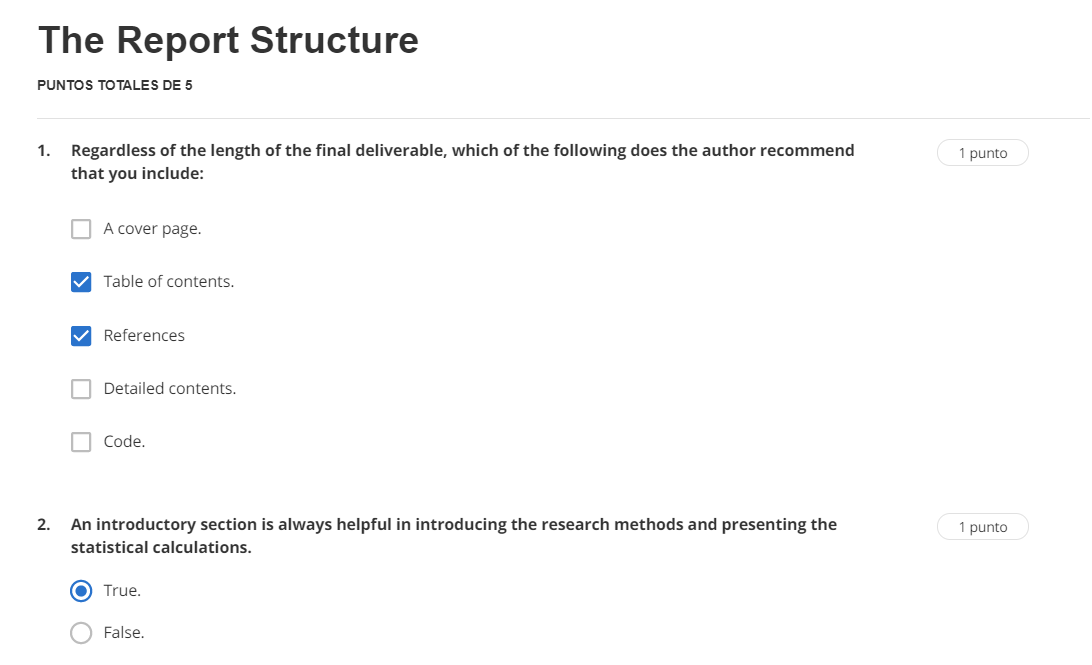 The Report Structure
PUNTOS TOTALES DE 5
1. Regardless of the length of the final deliverable, which of the following does the author recommend
that you include:
1 punto
A cover page.
Table of contents.
References
Detailed contents.
Code.
2. An introductory section is always helpful in introducing the research methods and presenting the
statistical calculations.
1 punto
True.
False.